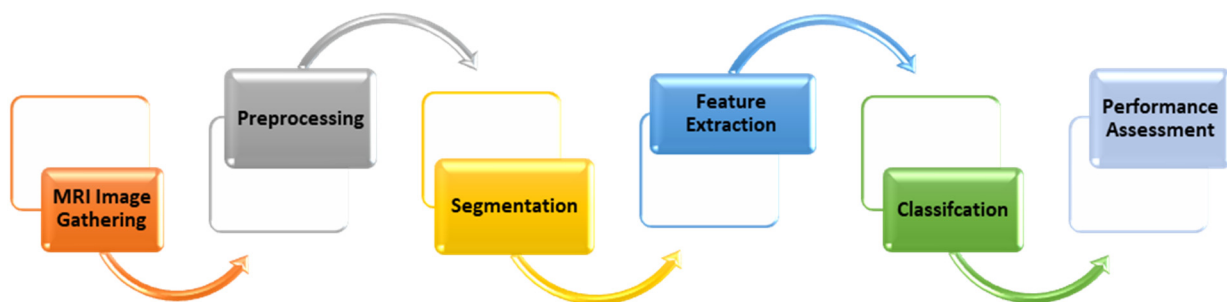 MRI Image
Gathering
Preprocessing
Segmentation
Feature
Extraction
Classifcation
Performance
Assessment